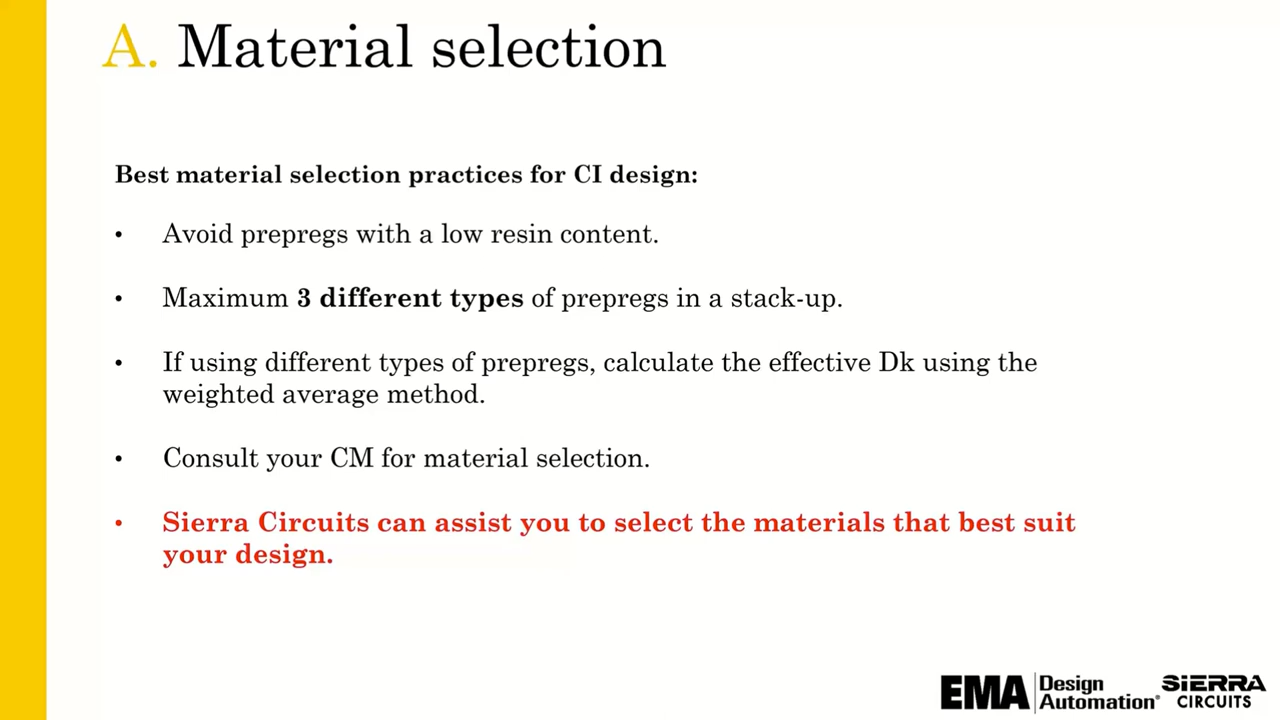 A. Material selection
Best material selection practices for CI design:
• Avoid prepregs with a low resin content.
• Maximum 3 different types of prepregs in a stack-up.
• If using different types of prepregs, calculate the effective Dk using the
weighted average method.
• Consult your CM for material selection.
• Sierra Circuits can assist you to select the materials that best suit
your design.
EMA Design Automation®
SIERRA CIRCUITS